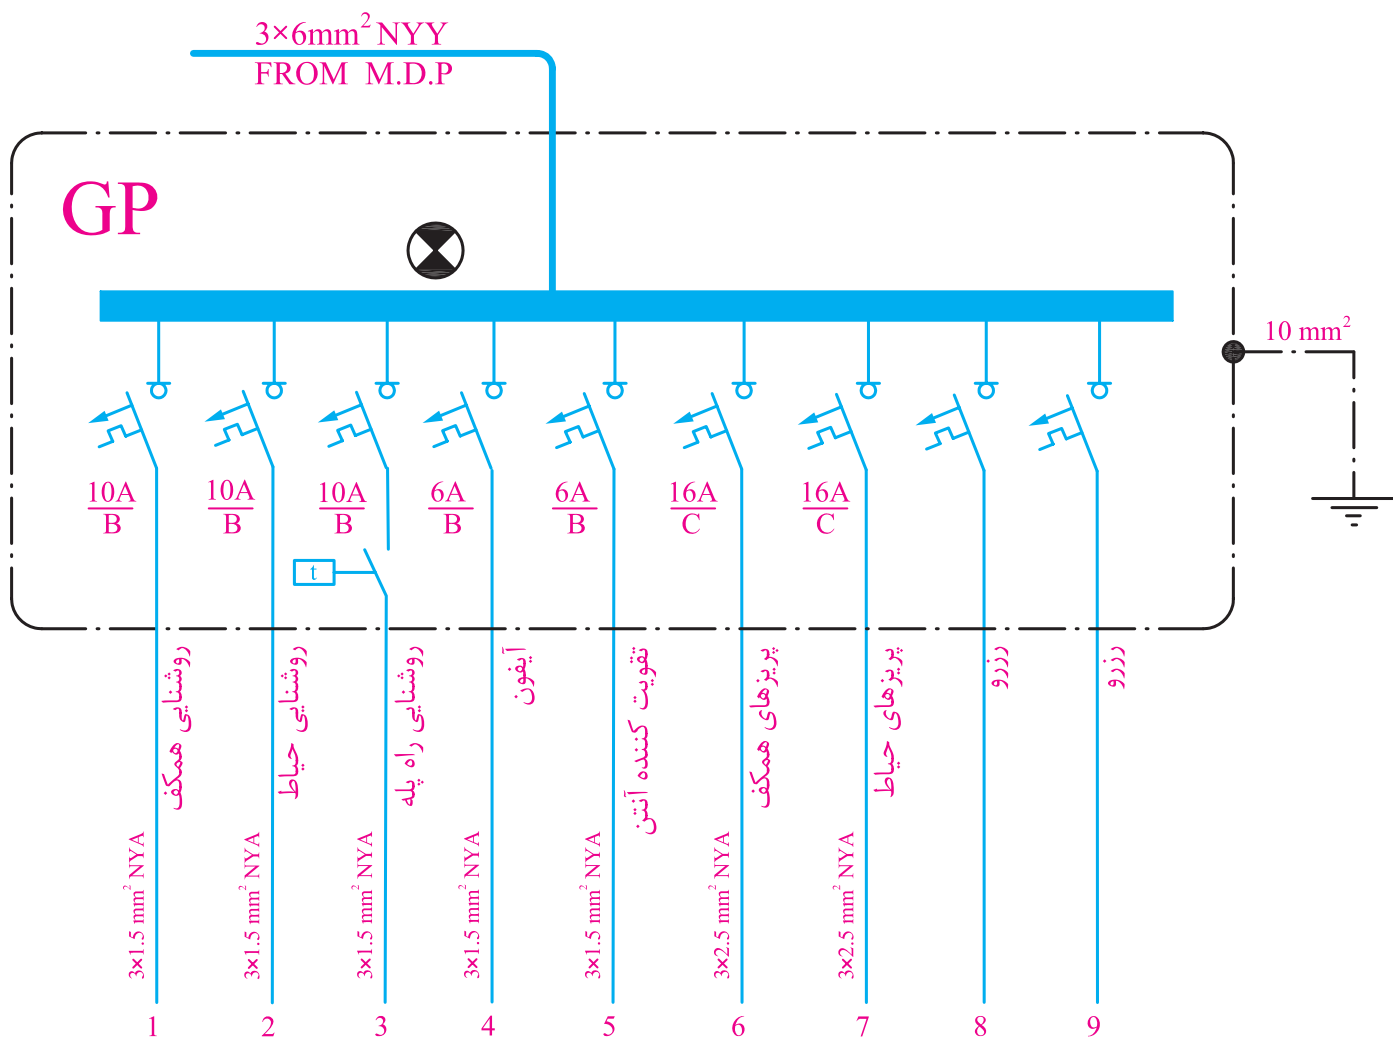 3×6mm² NYY
FROM M.D.P
GP
10 mm²
10A
B
10A
B
10A
B
6A
B
6A
B
16A
C
16A
C
t
روشنایی همکف
روشنایی حیاط
روشنایی راه پله
آیفون
تقویت کننده آنتن
پریزهای همکف
پریزهای حیاط
رزرو
رزرو
3×1.5 mm² NYA
3×1.5 mm² NYA
3×1.5 mm² NYA
3×1.5 mm² NYA
3×1.5 mm² NYA
3×2.5 mm² NYA
3×2.5 mm² NYA
1 2 3 4 5 6 7 8 9